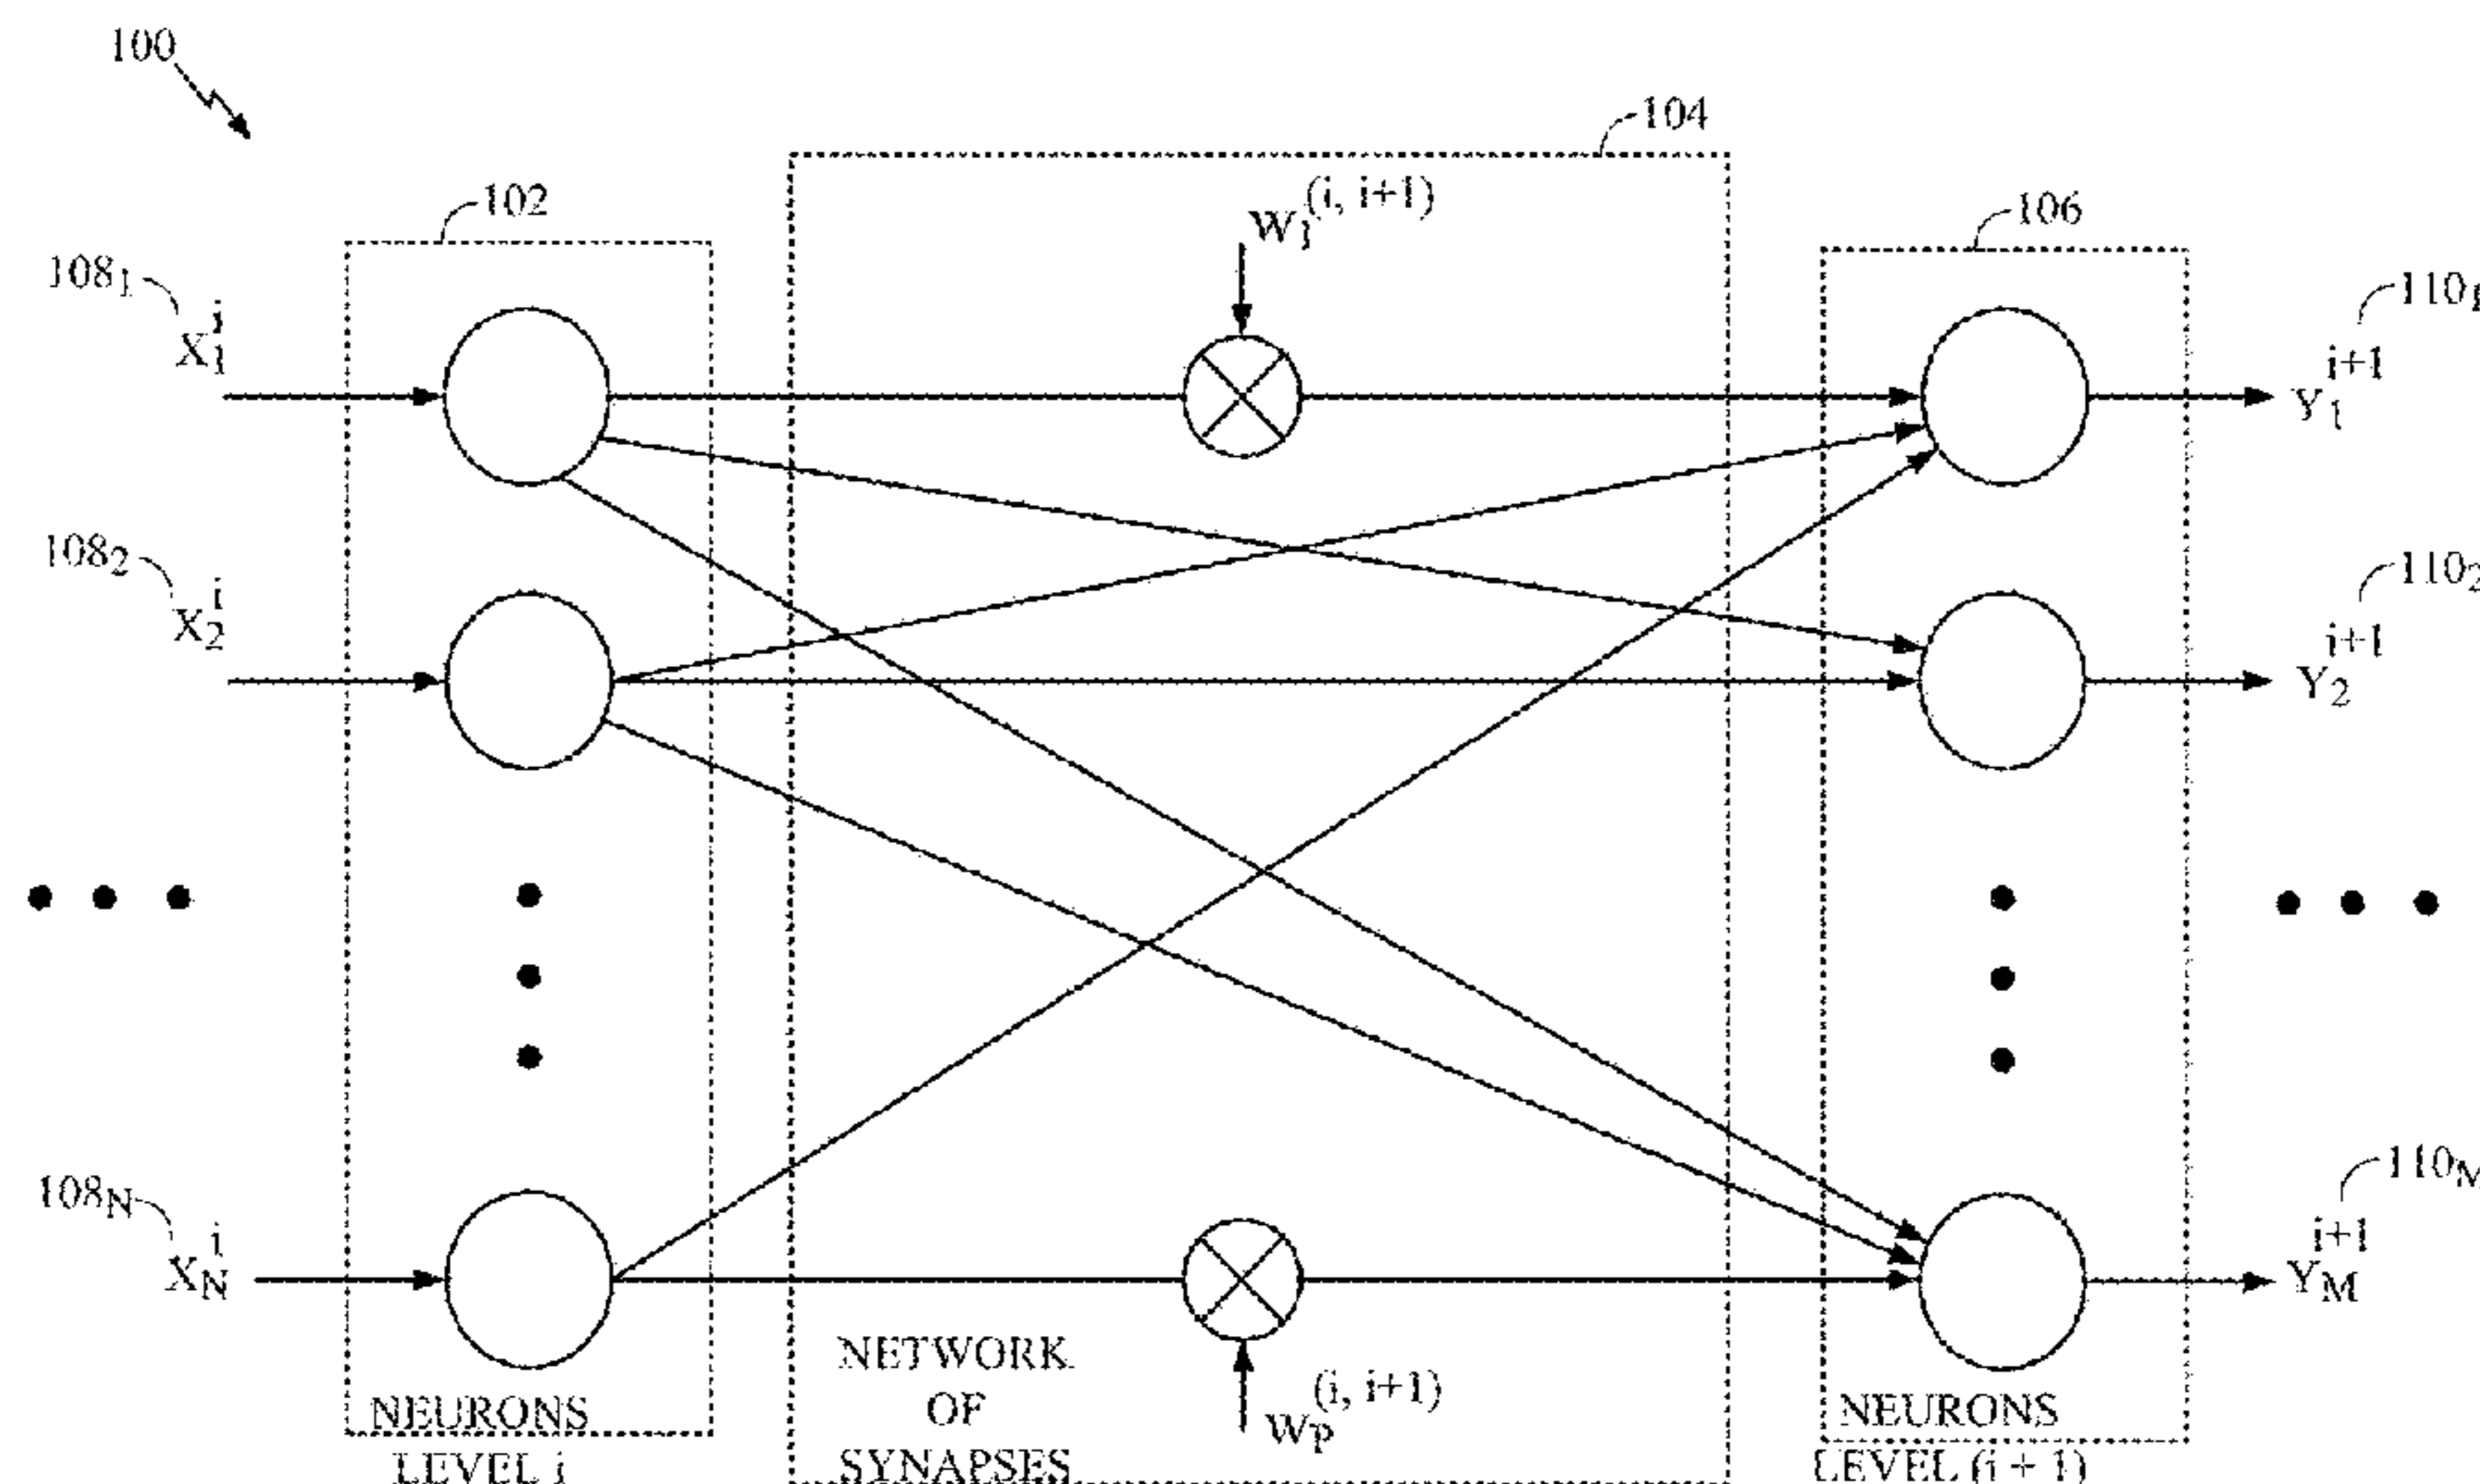 100
104
102
106
W1(i, i+1)
108₁
X₁ⁱ
110₁
Y₁ⁱ⁺¹
108₂
X₂ⁱ
110₂
Y₂ⁱ⁺¹
108N
XNⁱ
110M
YMⁱ⁺¹
NEURONS
LEVEL i
NETWORK
OF
SYNAPSES
WP(i, i+1)
NEURONS
LEVEL (i + 1)